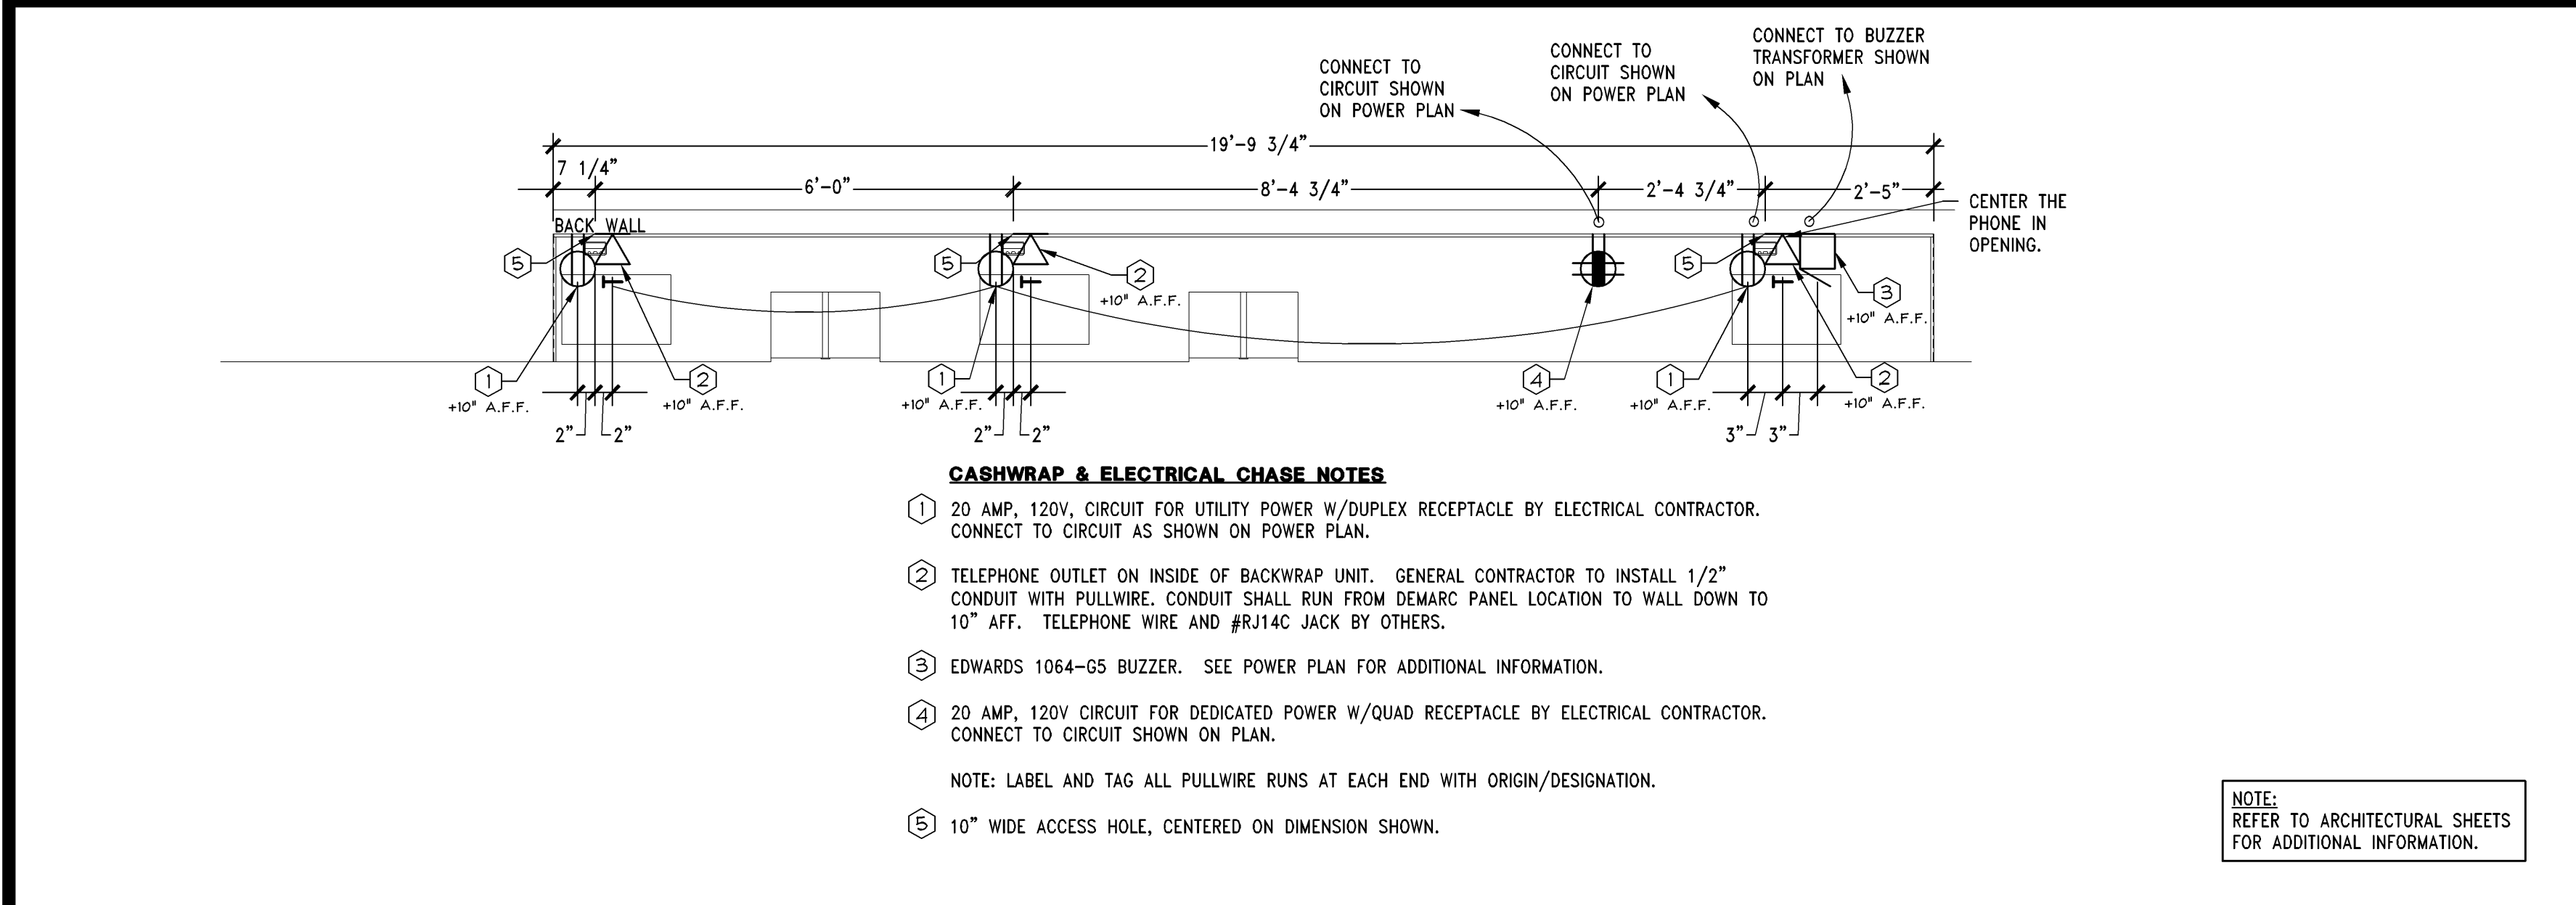 CONNECT TO
CIRCUIT SHOWN
ON POWER PLAN
CONNECT TO
CIRCUIT SHOWN
ON POWER PLAN
CONNECT TO BUZZER
TRANSFORMER SHOWN
ON PLAN
19'-9 3/4"
7 1/4"
6'-0"
8'-4 3/4"
2'-4 3/4"
2'-5"
CENTER THE
PHONE IN
OPENING.
BACK WALL
5
5
2
+10" A.F.F.
5
3
+10" A.F.F.
1
+10" A.F.F.
2
+10" A.F.F.
1
+10" A.F.F.
4
+10" A.F.F.
1
+10" A.F.F.
2
+10" A.F.F.
2"
2"
2"
2"
3"
3"
CASHWRAP & ELECTRICAL CHASE NOTES
1 20 AMP, 120V, CIRCUIT FOR UTILITY POWER W/DUPLEX RECEPTACLE BY ELECTRICAL CONTRACTOR.
CONNECT TO CIRCUIT AS SHOWN ON POWER PLAN.
2 TELEPHONE OUTLET ON INSIDE OF BACKWRAP UNIT. GENERAL CONTRACTOR TO INSTALL 1/2"
CONDUIT WITH PULLWIRE. CONDUIT SHALL RUN FROM DEMARC PANEL LOCATION TO WALL DOWN TO
10" AFF. TELEPHONE WIRE AND #RJ14C JACK BY OTHERS.
3 EDWARDS 1064-G5 BUZZER. SEE POWER PLAN FOR ADDITIONAL INFORMATION.
4 20 AMP, 120V CIRCUIT FOR DEDICATED POWER W/QUAD RECEPTACLE BY ELECTRICAL CONTRACTOR.
CONNECT TO CIRCUIT SHOWN ON PLAN.
NOTE: LABEL AND TAG ALL PULLWIRE RUNS AT EACH END WITH ORIGIN/DESIGNATION.
5 10" WIDE ACCESS HOLE, CENTERED ON DIMENSION SHOWN.
NOTE:
REFER TO ARCHITECTURAL SHEETS
FOR ADDITIONAL INFORMATION.